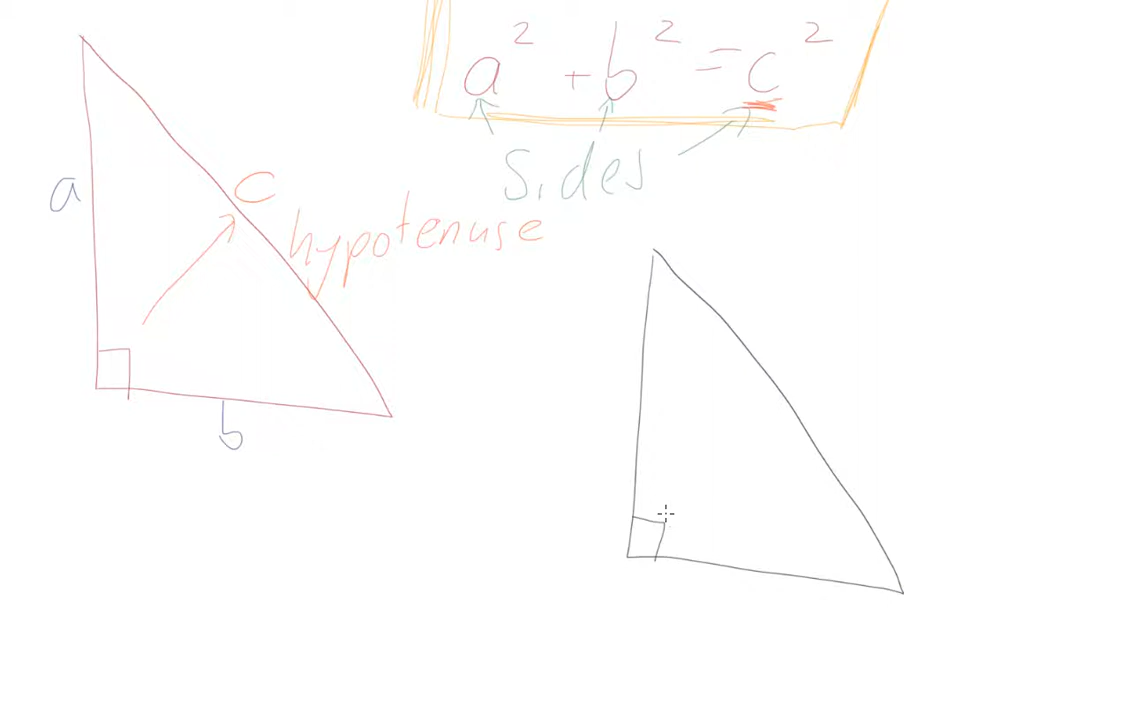 a² + b² = c²
Sides
a
c
hypotenuse
b